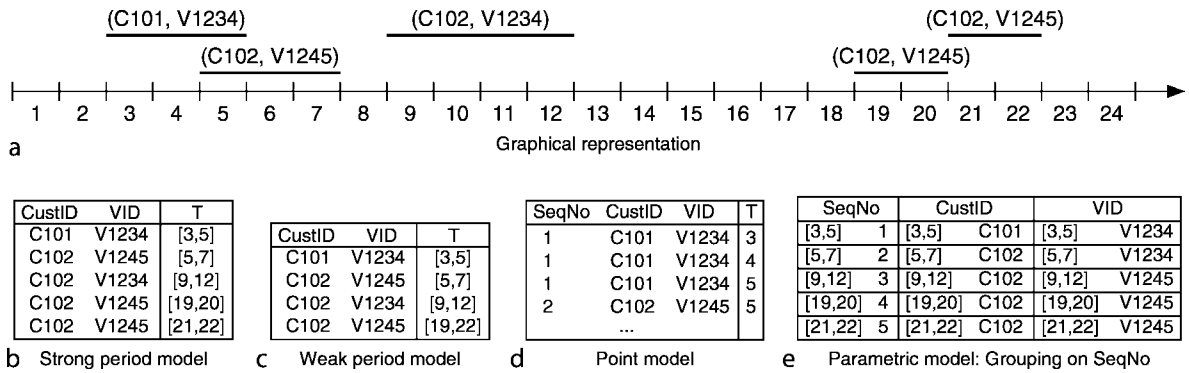 (C101, V1234) (C102, V1234) (C102, V1245)
(C102, V1245) (C102, V1245)
1 2 3 4 5 6 7 8 9 10 11 12 13 14 15 16 17 18 19 20 21 22 23 24
a Graphical representation
CustID VID T
C101 V1234 [3,5]
C102 V1245 [5,7]
C102 V1234 [9,12]
C102 V1245 [19,20]
C102 V1245 [21,22]
b Strong period model
CustID VID T
C101 V1234 [3,5]
C102 V1245 [5,7]
C102 V1234 [9,12]
C102 V1245 [19,22]
c Weak period model
SeqNo CustID VID T
1 C101 V1234 3
1 C101 V1234 4
1 C101 V1234 5
2 C102 V1245 5
...
d Point model
SeqNo CustID VID
[3,5] 1 [3,5] C101 [3,5] V1234
[5,7] 2 [5,7] C102 [5,7] V1234
[9,12] 3 [9,12] C102 [9,12] V1245
[19,20] 4 [19,20] C102 [19,20] V1245
[21,22] 5 [21,22] C102 [21,22] V1245
e Parametric model: Grouping on SeqNo